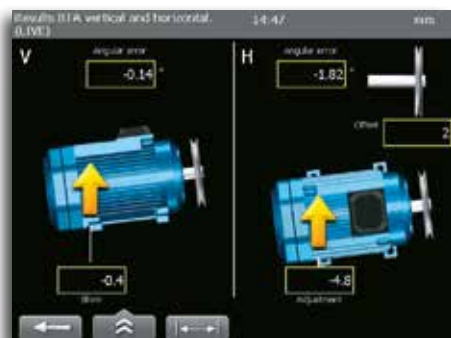 Results BTA vertical and horizontal. 14:47 mm
(LIVE)
V
Angular error
-0.14 °
H
Angular error
-1.82 °
Offset
2
-0.4
Shim
-4.8
Adjustment